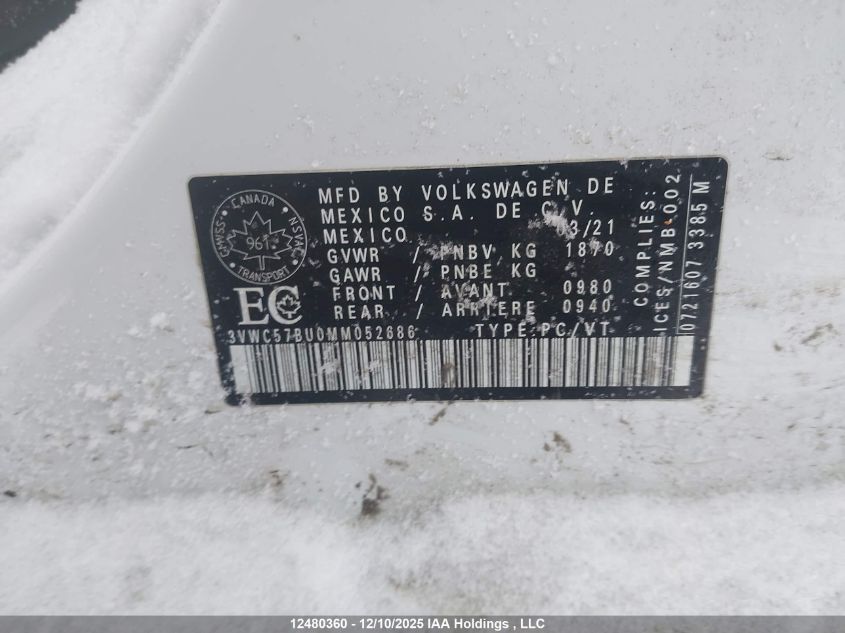 MFD BY VOLKSWAGEN DE
MEXICO S.A. DE C.V.
MEXICO 03/21
GVWR / PNBV KG 1870
GAWR / PNBE KG
FRONT / AVANT 0980
REAR / ARRIERE 0940
3VWC57BU0MM052686 TYPE:PC/VT
CANADA
NSVAC
TRANSPORT
961
EC
COMPLIES:
ICES/NMB-002
0721607 3385 M
12480360 - 12/10/2025 IAA Holdings , LLC